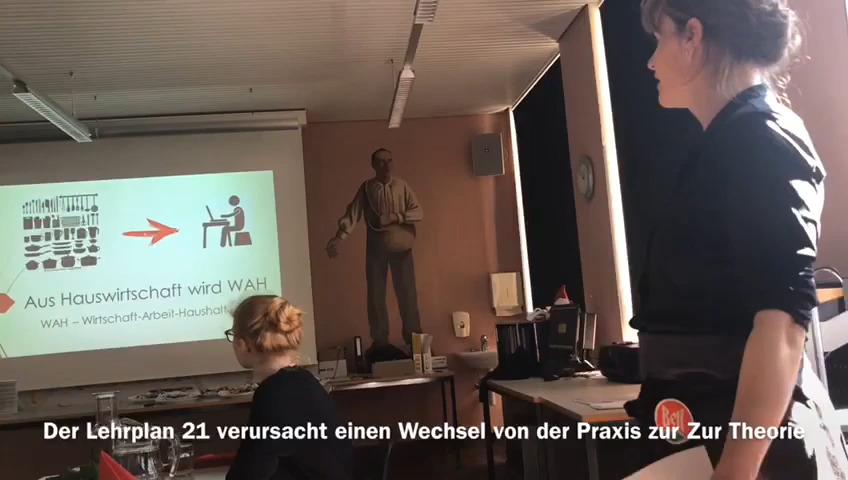 Aus Hauswirtschaft wird WAH
WAH – Wirtschaft-Arbeit-Haushalt
Der Lehrplan 21 verursacht einen Wechsel von der Praxis zur Zur Theorie